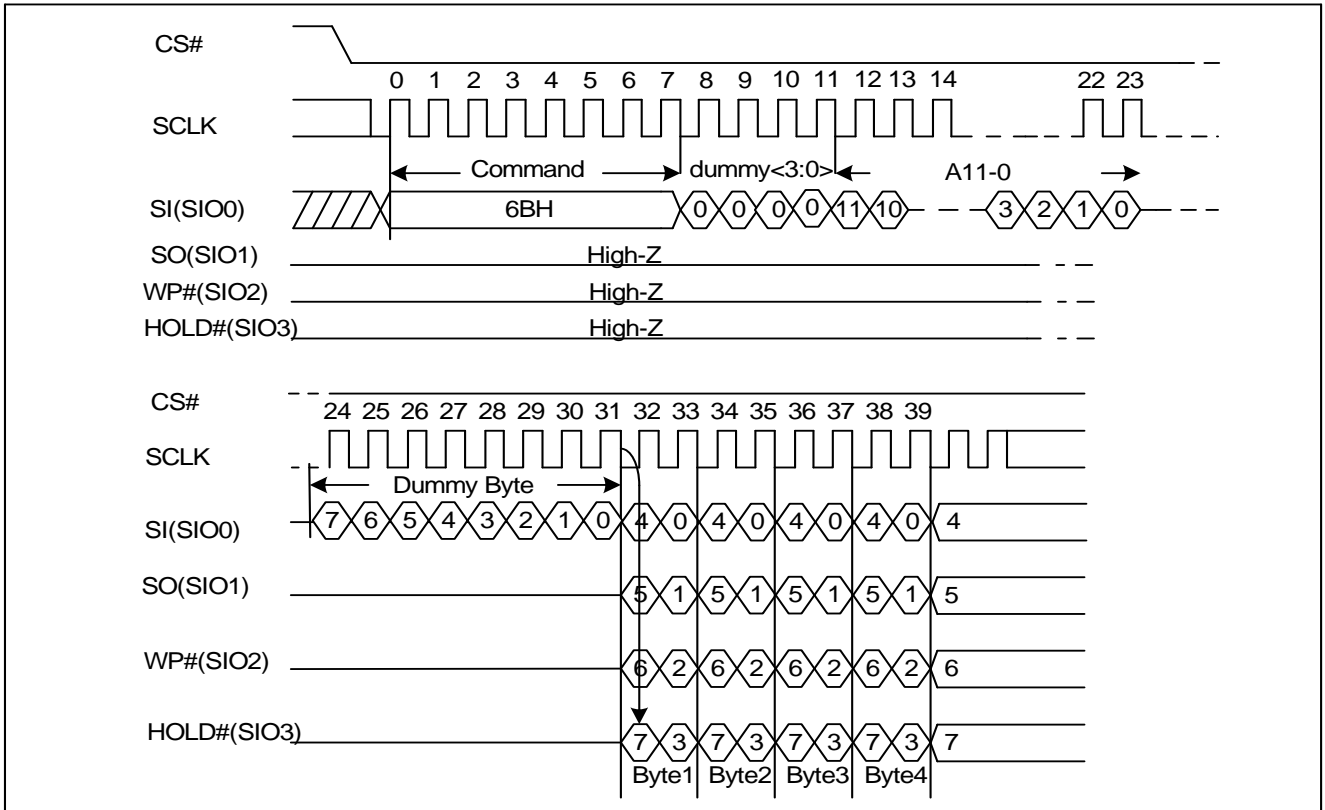 CS#
0 1 2 3 4 5 6 7 8 9 10 11 12 13 14 22 23
SCLK
Command dummy<3:0> A11-0
SI(SIO0) 6BH 0 0 0 0 11 10 3 2 1 0
SO(SIO1) High-Z
WP#(SIO2) High-Z
HOLD#(SIO3) High-Z
CS#
24 25 26 27 28 29 30 31 32 33 34 35 36 37 38 39
SCLK
Dummy Byte
SI(SIO0) 7 6 5 4 3 2 1 0 4 0 4 0 4 0 4 0 4
SO(SIO1) 5 1 5 1 5 1 5 1 5
WP#(SIO2) 6 2 6 2 6 2 6 2 6
HOLD#(SIO3) 7 3 7 3 7 3 7 3 7
Byte1 Byte2 Byte3 Byte4